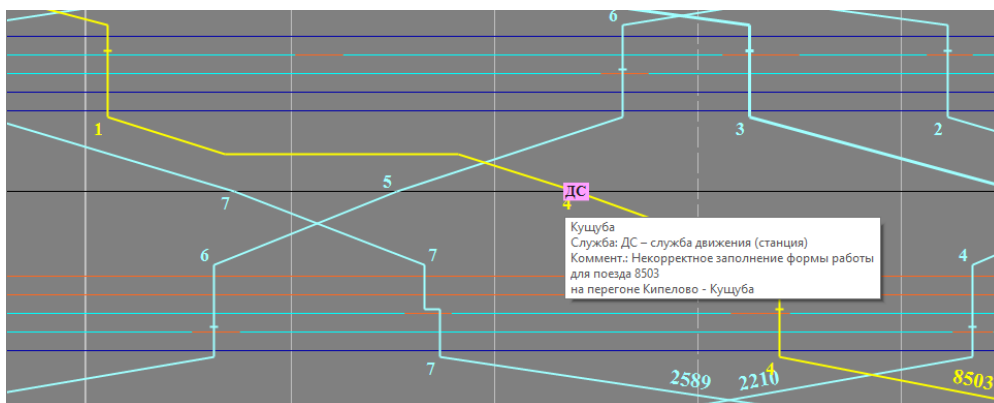 6
1
3
2
7
5
ДС
4
Кущуба
Служба: ДС – служба движения (станция)
Коммент.: Некорректное заполнение формы работы
для поезда 8503
на перегоне Кипелово - Кущуба
6
7
4
7
2589
2210
4
8503